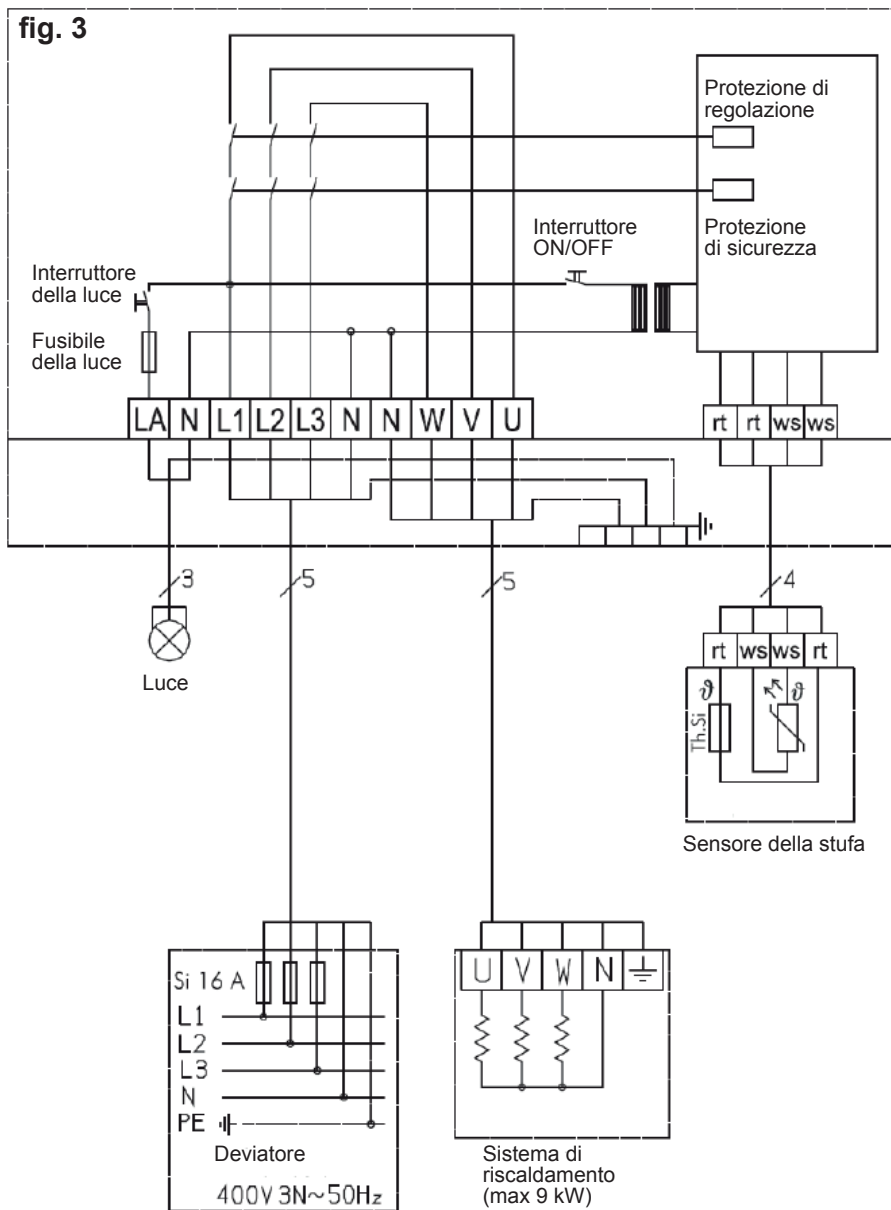 fig. 3
Protezione di
regolazione
Protezione
di sicurezza
Interruttore
ON/OFF
Interruttore
della luce
Fusibile
della luce
LA N L1 L2 L3 N N W V U
rt rt ws ws
3 5 5 4
Luce
rt ws ws rt
ϑ ϑ
Th.Si
Sensore della stufa
Si 16 A
L1
L2
L3
N
PE
Deviatore
400V 3N~50Hz
U V W N
Sistema di
riscaldamento
(max 9 kW)